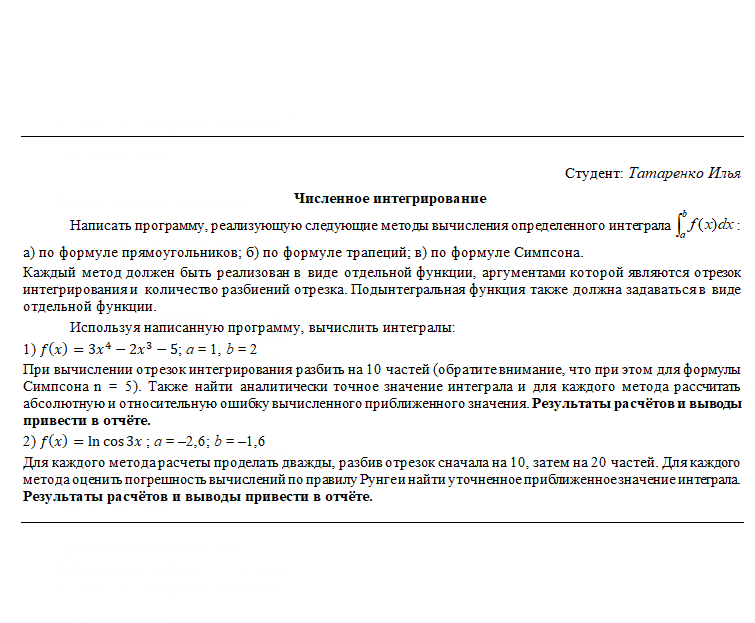 Студент: Татаренко Илья
Численное интегрирование
Написать программу, реализующую следующие методы вычисления определенного интеграла ∫ₐᵇ f(x)dx :
а) по формуле прямоугольников; б) по формуле трапеций; в) по формуле Симпсона.
Каждый метод должен быть реализован в виде отдельной функции, аргументами которой являются отрезок
интегрирования и количество разбиений отрезка. Подынтегральная функция также должна задаваться в виде
отдельной функции.
Используя написанную программу, вычислить интегралы:
1) f(x) = 3x⁴ − 2x³ − 5; a = 1, b = 2
При вычислении отрезок интегрирования разбить на 10 частей (обратите внимание, что при этом для формулы
Симпсона n = 5). Также найти аналитически точное значение интеграла и для каждого метода рассчитать
абсолютную и относительную ошибку вычисленного приближенного значения. Результаты расчётов и выводы
привести в отчёте.
2) f(x) = ln cos 3x ; a = –2,6; b = –1,6
Для каждого метода расчеты проделать дважды, разбив отрезок сначала на 10, затем на 20 частей. Для каждого
метода оценить погрешность вычислений по правилу Рунге и найти уточненное приближенное значение интеграла.
Результаты расчётов и выводы привести в отчёте.